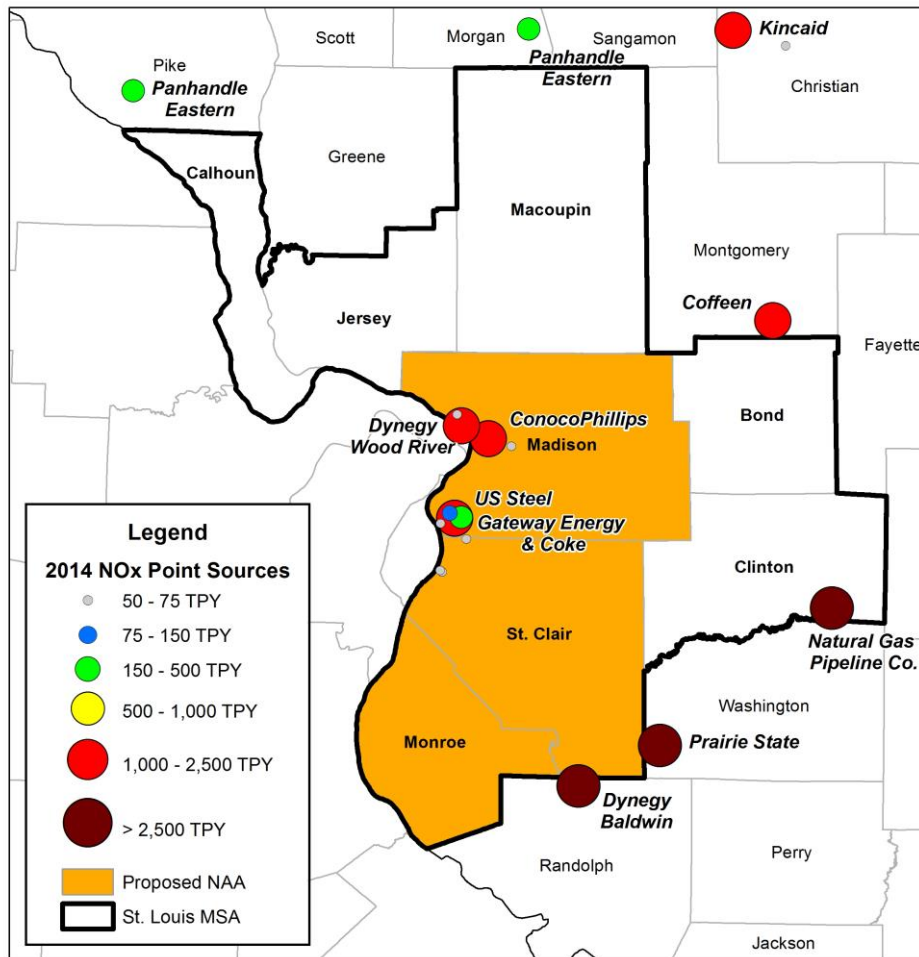 Scott
Morgan
Sangamon
Kincaid
Christian
Pike
Panhandle
Eastern
Panhandle
Eastern
Greene
Calhoun
Macoupin
Montgomery
Coffeen
Jersey
Fayette
Bond
Dynegy
Wood River
ConocoPhillips
Madison
US Steel
Gateway Energy
& Coke
Clinton
Natural Gas
Pipeline Co.
St. Clair
Washington
Prairie State
Monroe
Dynegy
Baldwin
Randolph
Perry
Jackson
Legend
2014 NOx Point Sources
50 - 75 TPY
75 - 150 TPY
150 - 500 TPY
500 - 1,000 TPY
1,000 - 2,500 TPY
> 2,500 TPY
Proposed NAA
St. Louis MSA